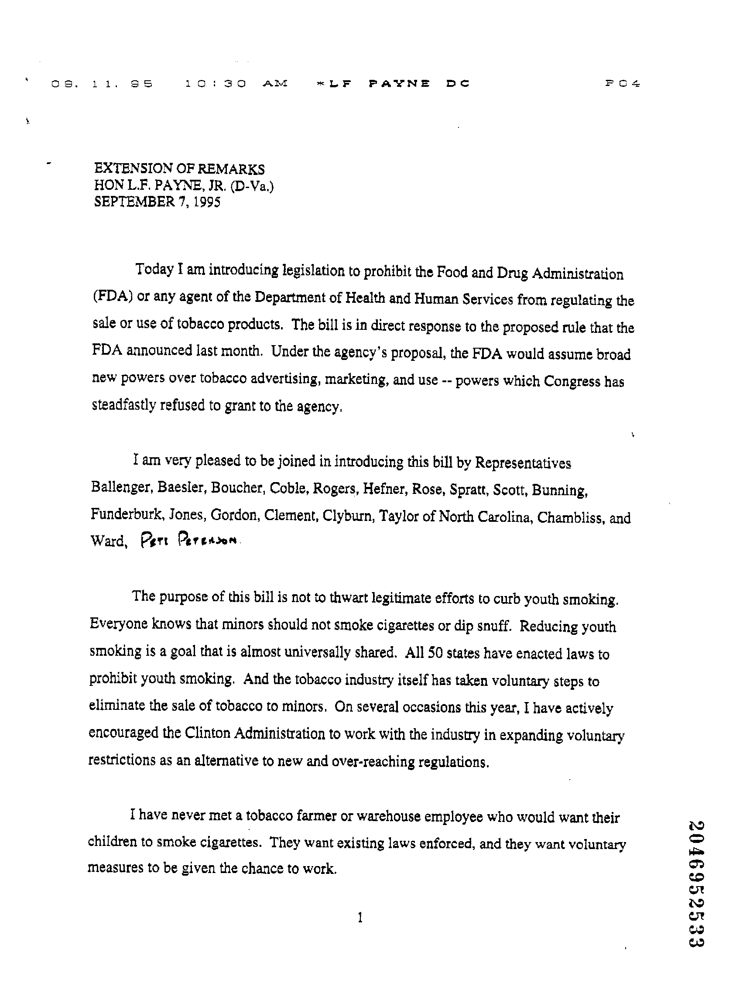 09. 11. 95 10:30 AM *LF PAYNE DC P04
EXTENSION OF REMARKS
HON L.F. PAYNE, JR. (D-Va.)
SEPTEMBER 7, 1995
Today I am introducing legislation to prohibit the Food and Drug Administration
(FDA) or any agent of the Department of Health and Human Services from regulating the
sale or use of tobacco products. The bill is in direct response to the proposed rule that the
FDA announced last month. Under the agency's proposal, the FDA would assume broad
new powers over tobacco advertising, marketing, and use -- powers which Congress has
steadfastly refused to grant to the agency.
I am very pleased to be joined in introducing this bill by Representatives
Ballenger, Baesler, Boucher, Coble, Rogers, Hefner, Rose, Spratt, Scott, Bunning,
Funderburk, Jones, Gordon, Clement, Clyburn, Taylor of North Carolina, Chambliss, and
Ward, Pete Peterson.
The purpose of this bill is not to thwart legitimate efforts to curb youth smoking.
Everyone knows that minors should not smoke cigarettes or dip snuff. Reducing youth
smoking is a goal that is almost universally shared. All 50 states have enacted laws to
prohibit youth smoking. And the tobacco industry itself has taken voluntary steps to
eliminate the sale of tobacco to minors. On several occasions this year, I have actively
encouraged the Clinton Administration to work with the industry in expanding voluntary
restrictions as an alternative to new and over-reaching regulations.
I have never met a tobacco farmer or warehouse employee who would want their
children to smoke cigarettes. They want existing laws enforced, and they want voluntary
measures to be given the chance to work.
1
2046952533